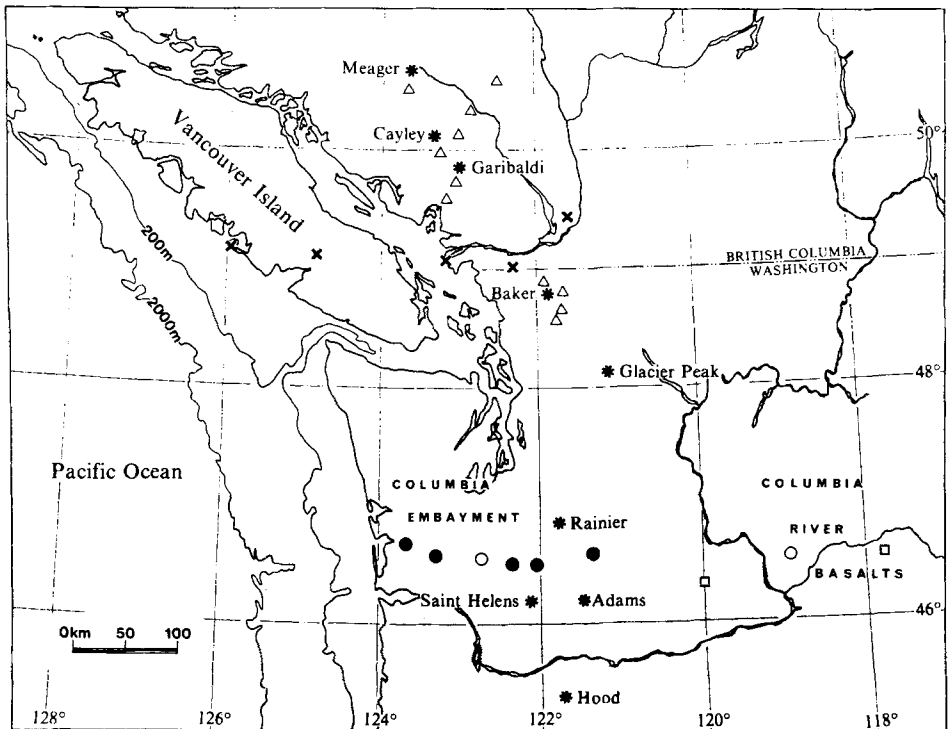 Meager
Cayley
Garibaldi
50°
Vancouver Island
200m
2000m
BRITISH COLUMBIA
WASHINGTON
Baker
Glacier Peak
48°
Pacific Ocean
COLUMBIA
EMBAYMENT
COLUMBIA
RIVER
BASALTS
Rainier
Saint Helens
Adams
46°
0km 50 100
Hood
128°
126°
124°
122°
120°
118°